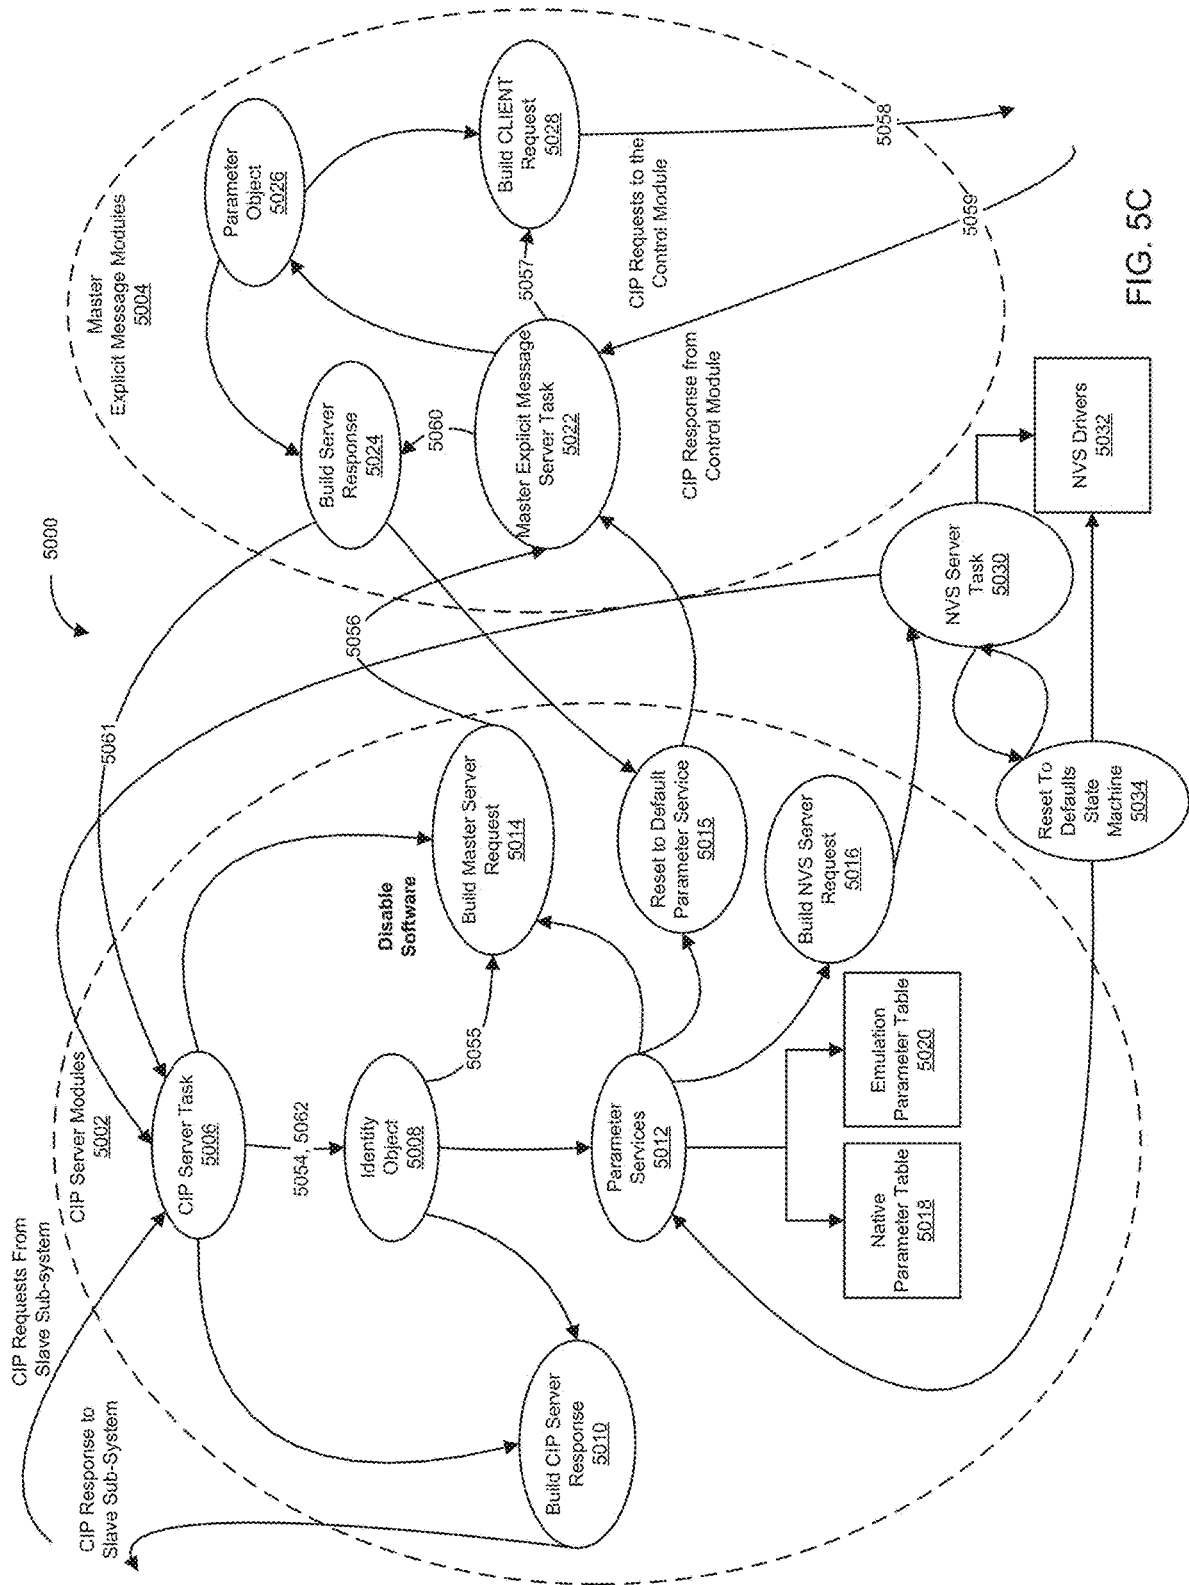 5000
CIP Requests From
Slave Sub-system
CIP Response to
Slave Sub-System
CIP Server Modules
5002
CIP Server Task
5006
5054, 5062
Identity
Object
5008
5055
Disable
Software
Build Master Server
Request
5014
Build CIP Server
Response
5010
Parameter
Services
5012
Reset to Default
Parameter Service
5015
Build NVS Server
Request
5016
Native
Parameter Table
5018
Emulation
Parameter Table
5020
5061
5056
Master
Explicit Message Modules
5004
Build Server
Response
5024
Parameter
Object
5026
5060
Master Explicit Message
Server Task
5022
5057
Build CLIENT
Request
5028
CIP Requests to the
Control Module
5058
CIP Response from
Control Module
5059
NVS Server
Task
5030
NVS Drivers
5032
Reset To
Defaults
State
Machine
5034
FIG. 5C